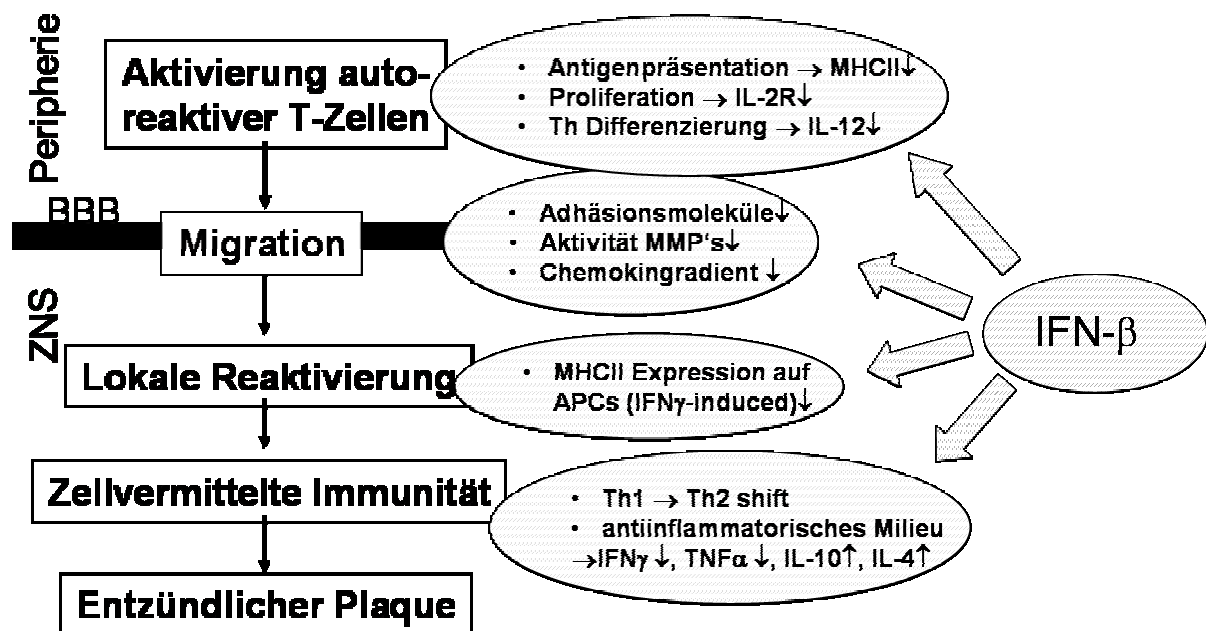 Peripherie
Aktivierung auto-
reaktiver T-Zellen
• Antigenpräsentation → MHCII↓
• Proliferation → IL-2R↓
• Th Differenzierung → IL-12↓
BBB
Migration
• Adhäsionsmoleküle↓
• Aktivität MMP's↓
• Chemokingradient ↓
IFN-β
ZNS
Lokale Reaktivierung
• MHCII Expression auf
APCs (IFNγ-induced)↓
Zellvermittelte Immunität
• Th1 → Th2 shift
• antiinflammatorisches Milieu
→IFNγ ↓, TNFα ↓, IL-10↑, IL-4↑
Entzündlicher Plaque